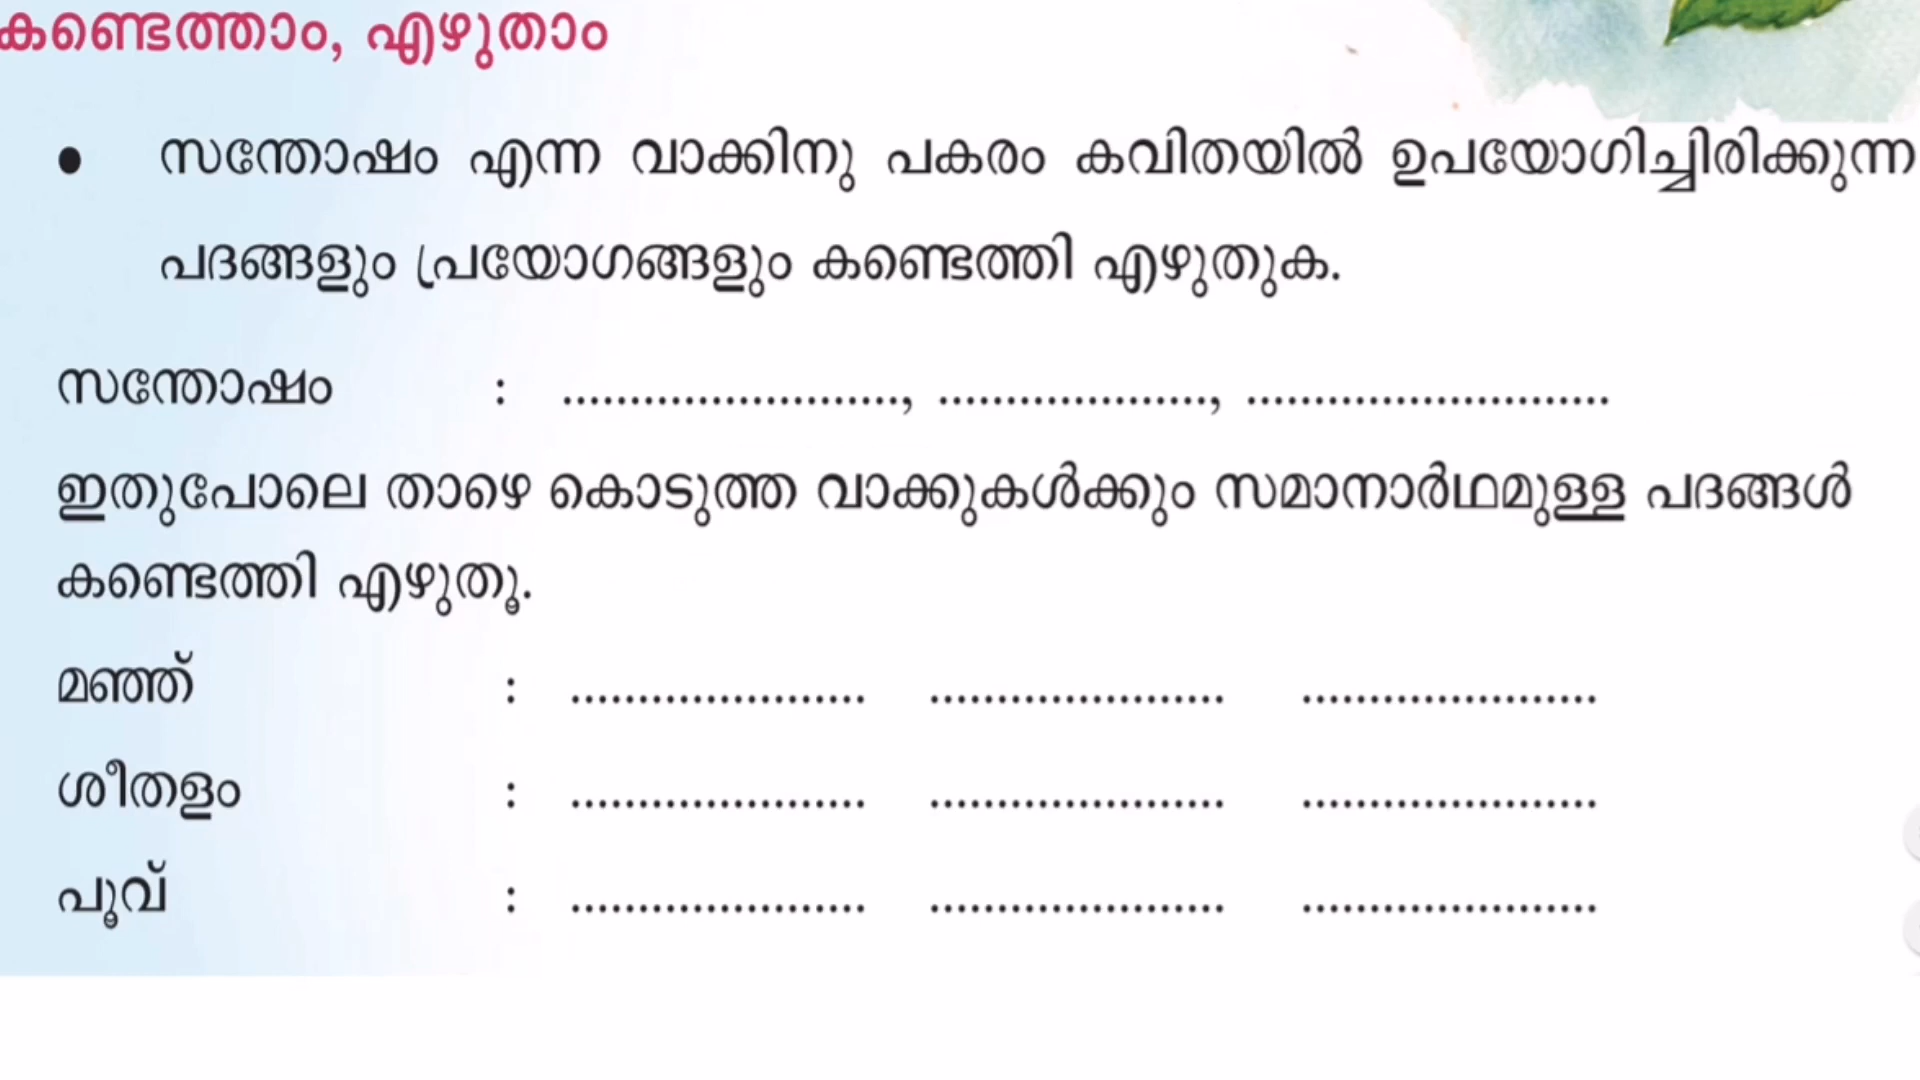 കണ്ടെത്താം, എഴുതാം
• സന്തോഷം എന്ന വാക്കിനു പകരം കവിതയിൽ ഉപയോഗിച്ചിരിക്കുന്ന
പദങ്ങളും പ്രയോഗങ്ങളും കണ്ടെത്തി എഴുതുക.
സന്തോഷം : ........................., ...................., ...........................
ഇതുപോലെ താഴെ കൊടുത്ത വാക്കുകൾക്കും സമാനാർഥമുള്ള പദങ്ങൾ
കണ്ടെത്തി എഴുതൂ.
മഞ്ഞ് : ...................... ...................... ......................
ശീതളം : ...................... ...................... ......................
പൂവ് : ...................... ...................... ......................